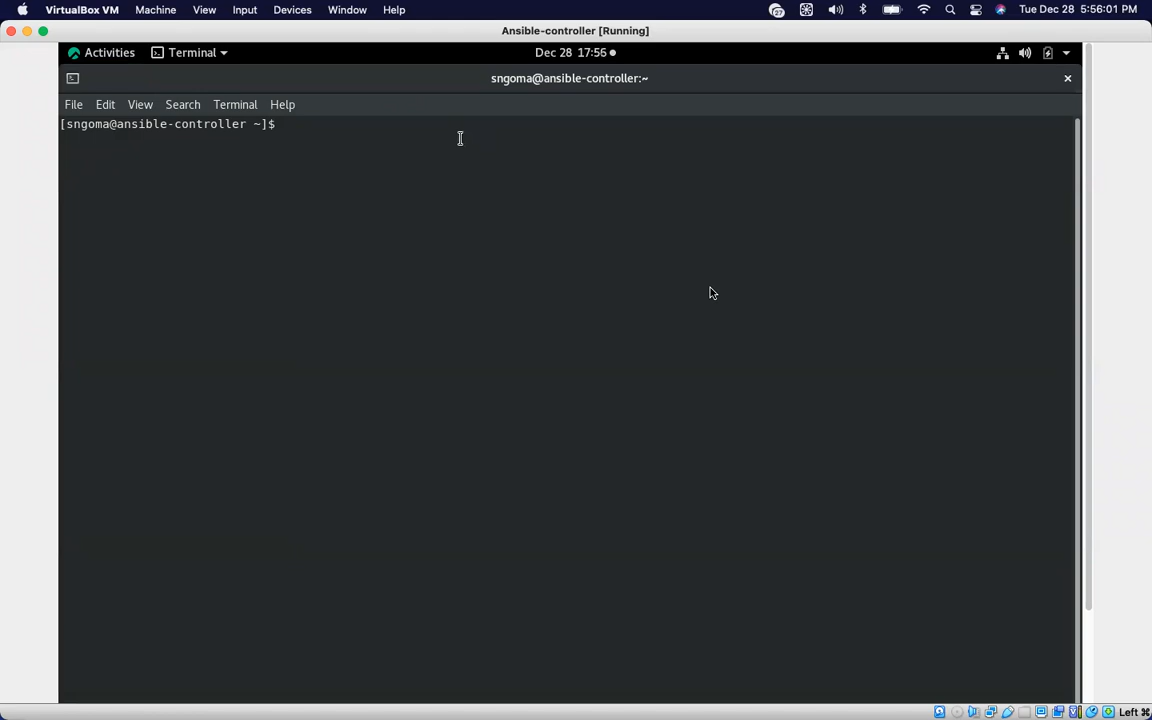 VirtualBox VM Machine View Input Devices Window Help 27 Tue Dec 28 5:56:01 PM
Ansible-controller [Running]
Activities Terminal Dec 28 17:56
sngoma@ansible-controller:~
File Edit View Search Terminal Help
[sngoma@ansible-controller ~]$
Left ⌘